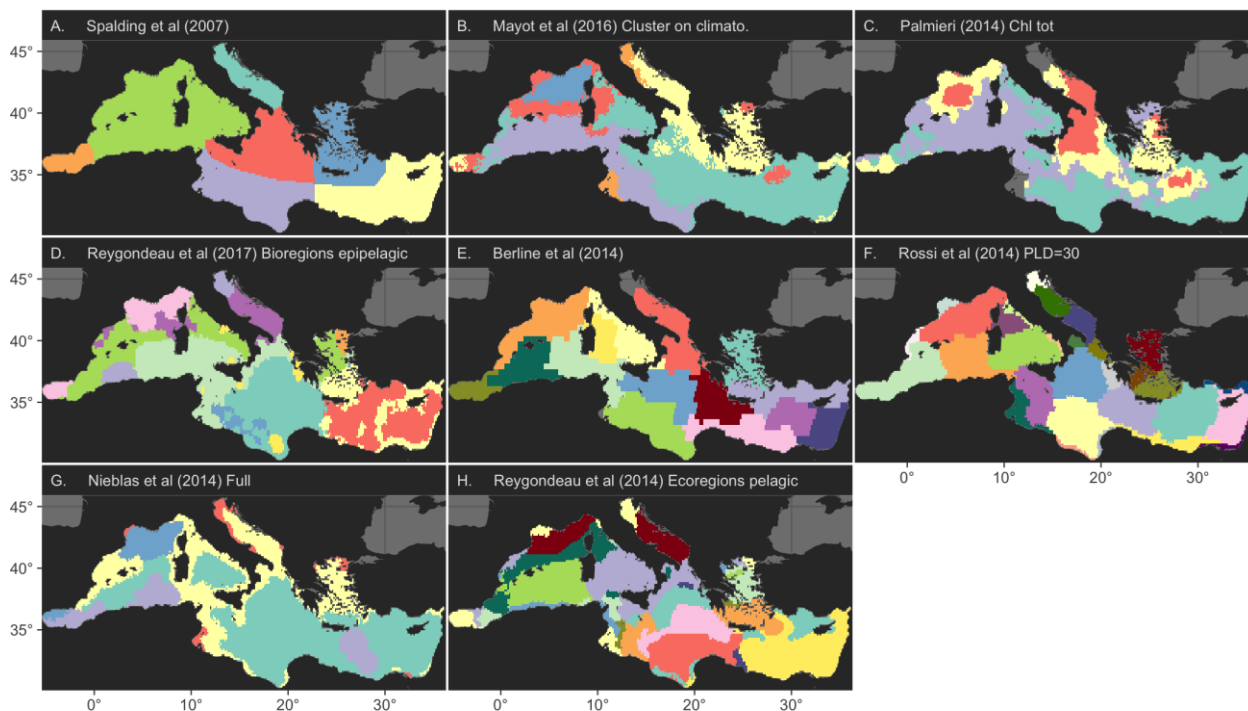 A. Spalding et al (2007)
B. Mayot et al (2016) Cluster on climato.
C. Palmieri (2014) Chl tot
45°
40°
35°
D. Reygondeau et al (2017) Bioregions epipelagic
E. Berline et al (2014)
F. Rossi et al (2014) PLD=30
45°
40°
35°
0° 10° 20° 30°
G. Nieblas et al (2014) Full
H. Reygondeau et al (2014) Ecoregions pelagic
45°
40°
35°
0° 10° 20° 30° 0° 10° 20° 30°